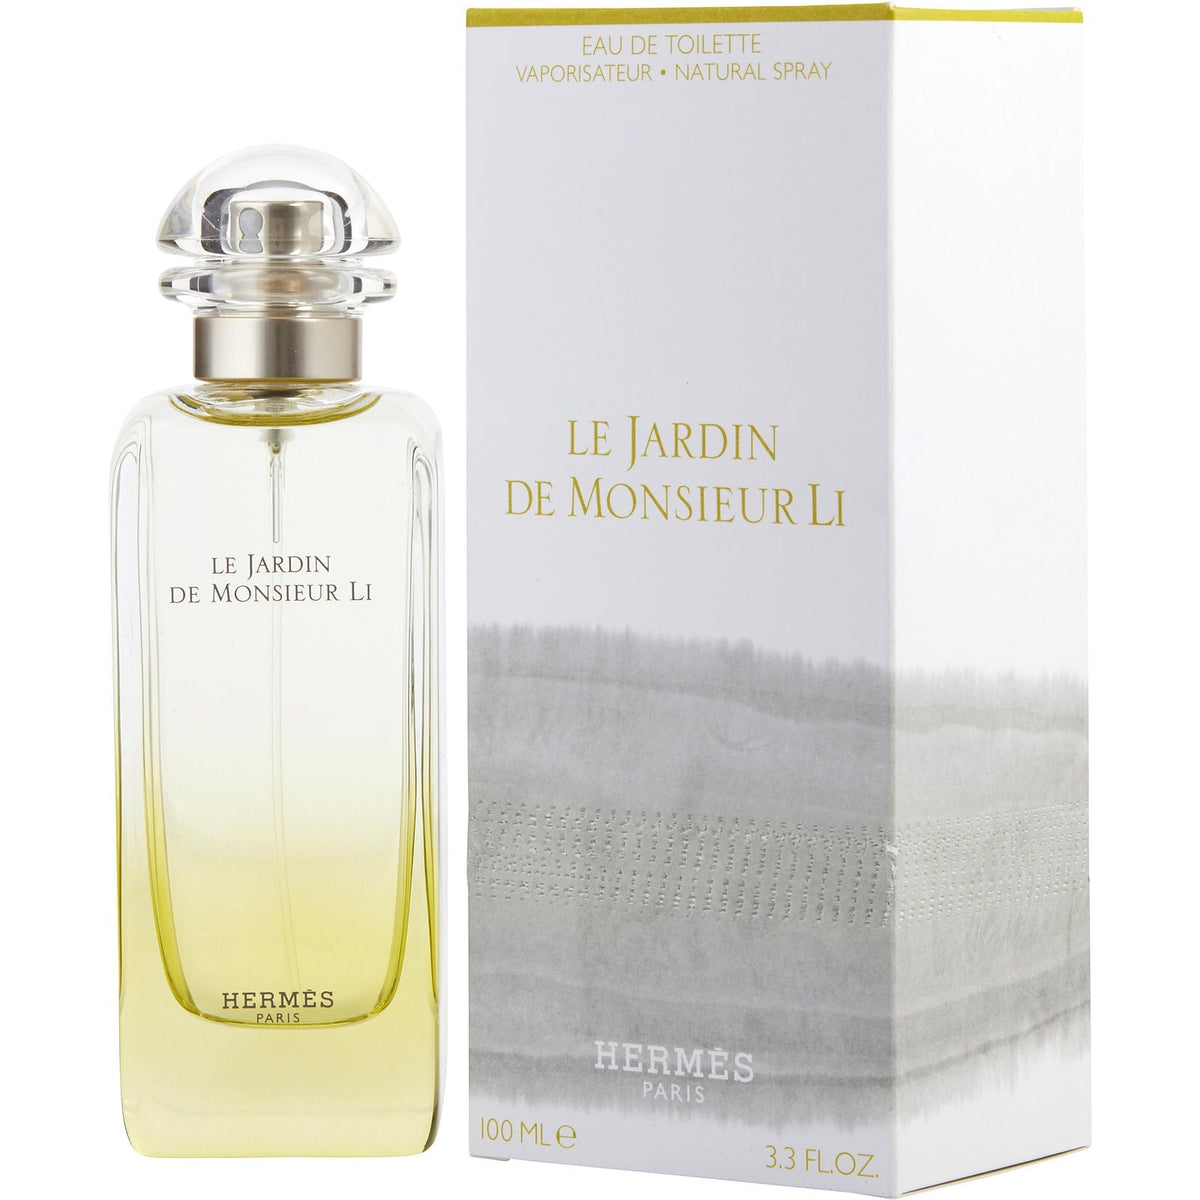 LE JARDIN
DE MONSIEUR LI
HERMÈS
PARIS
EAU DE TOILETTE
VAPORISATEUR • NATURAL SPRAY
LE JARDIN
DE MONSIEUR LI
HERMÈS
PARIS
100 ML ℮
3.3 FL.OZ.